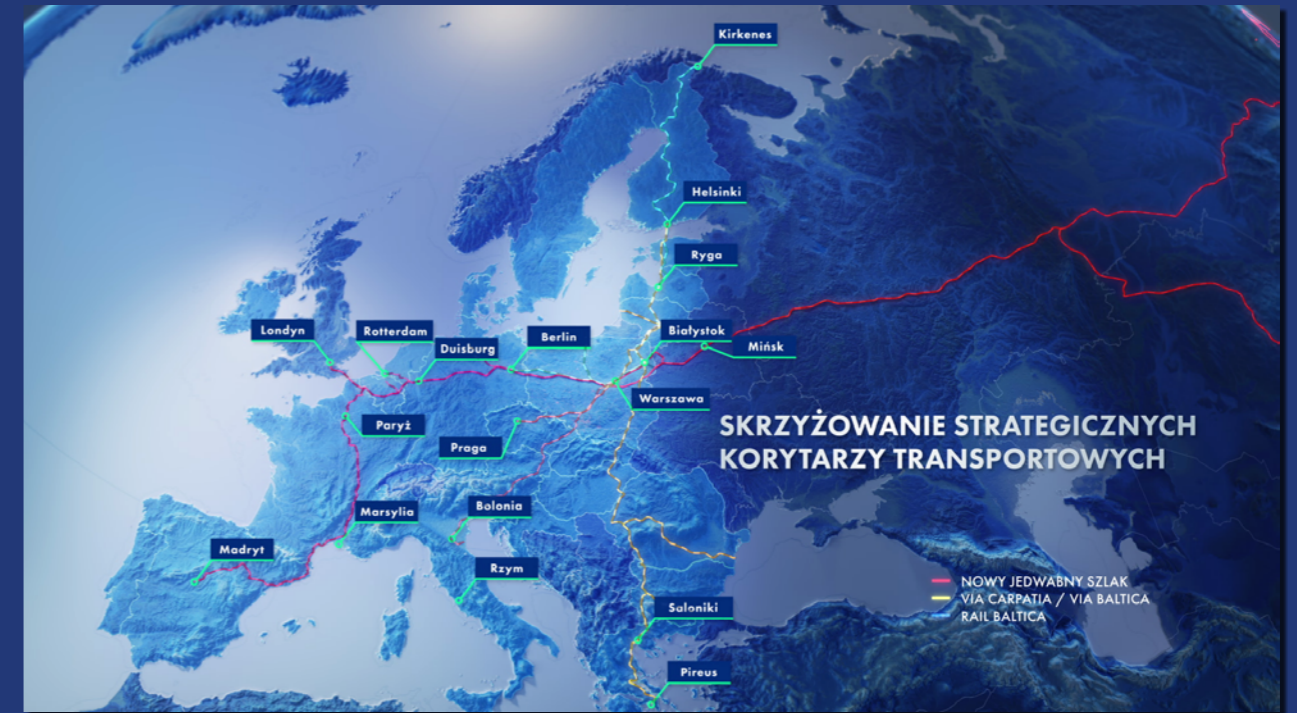 Kirkenes
Helsinki
Ryga
Londyn
Rotterdam
Duisburg
Berlin
Białystok
Mińsk
Warszawa
Paryż
Praga
SKRZYŻOWANIE STRATEGICZNYCH
KORYTARZY TRANSPORTOWYCH
Marsylia
Bolonia
Madryt
Rzym
NOWY JEDWABNY SZLAK
VIA CARPATIA / VIA BALTICA
RAIL BALTICA
Saloniki
Pireus